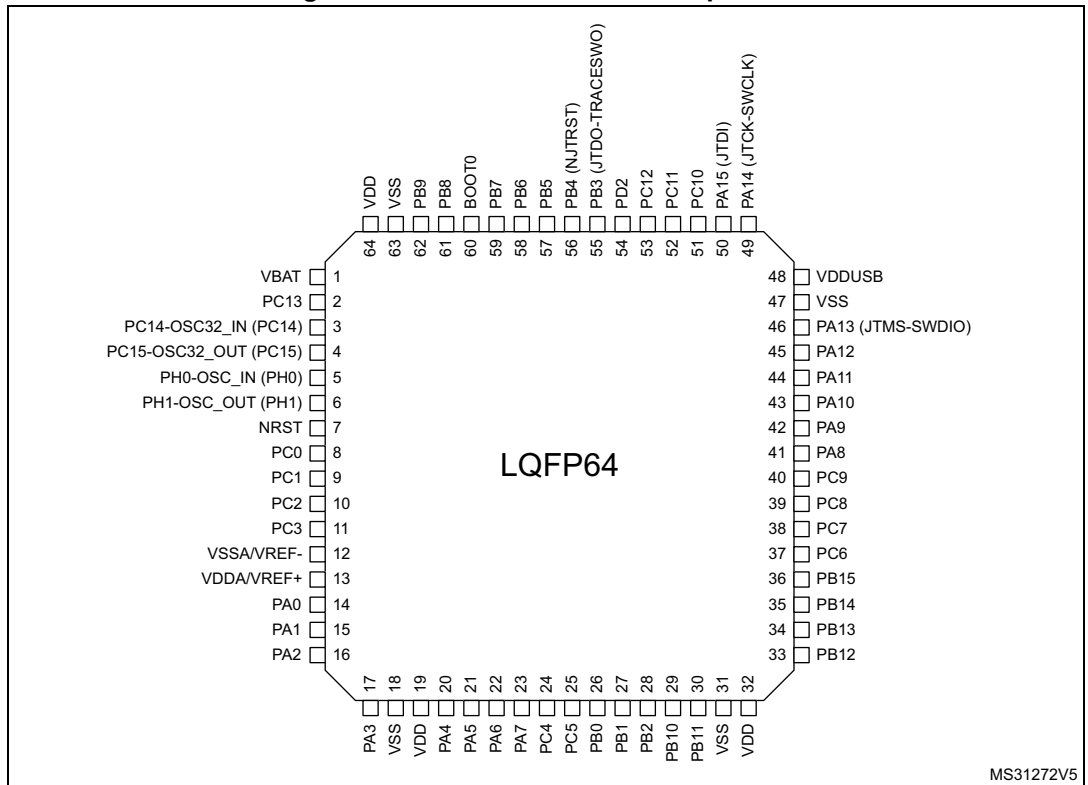 VDD
VSS
PB9
PB8
BOOT0
PB7
PB6
PB5
PB4 (NJTRST)
PB3 (JTDO-TRACESWO)
PD2
PC12
PC11
PC10
PA15 (JTDI)
PA14 (JTCK-SWCLK)
64
63
62
61
60
59
58
57
56
55
54
53
52
51
50
49
VBAT 1
PC13 2
PC14-OSC32_IN (PC14) 3
PC15-OSC32_OUT (PC15) 4
PH0-OSC_IN (PH0) 5
PH1-OSC_OUT (PH1) 6
NRST 7
PC0 8
PC1 9
PC2 10
PC3 11
VSSA/VREF- 12
VDDA/VREF+ 13
PA0 14
PA1 15
PA2 16
LQFP64
48 VDDUSB
47 VSS
46 PA13 (JTMS-SWDIO)
45 PA12
44 PA11
43 PA10
42 PA9
41 PA8
40 PC9
39 PC8
38 PC7
37 PC6
36 PB15
35 PB14
34 PB13
33 PB12
17
18
19
20
21
22
23
24
25
26
27
28
29
30
31
32
PA3
VSS
VDD
PA4
PA5
PA6
PA7
PC4
PC5
PB0
PB1
PB2
PB10
PB11
VSS
VDD
MS31272V5